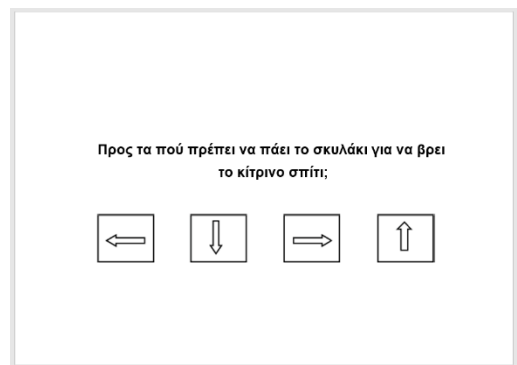 Προς τα πού πρέπει να πάει το σκυλάκι για να βρει
το κίτρινο σπίτι;